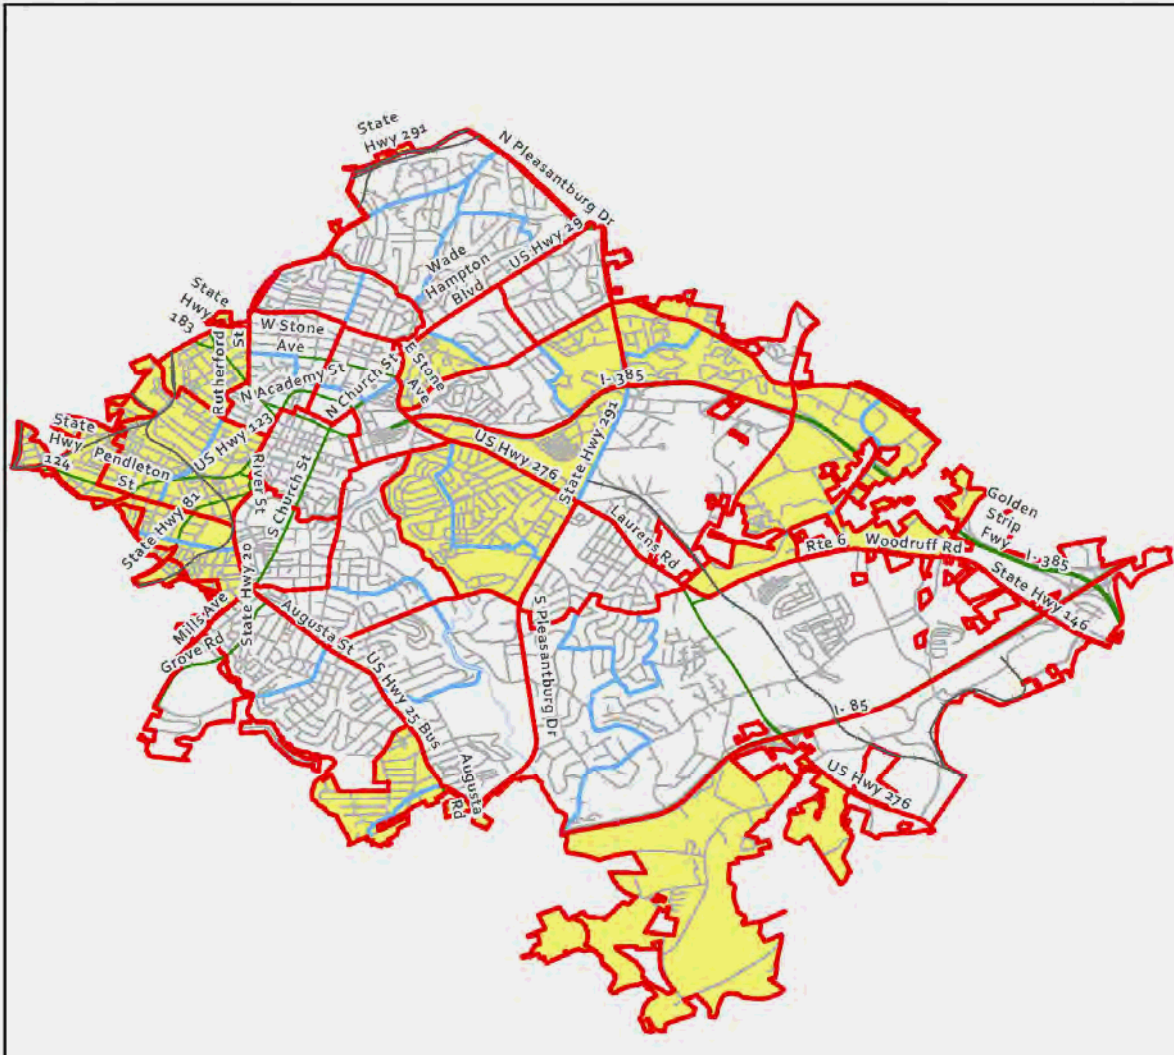 State
Hwy 291
N Pleasantburg Dr
US Hwy 29
Wade
Hampton
Blvd
State
Hwy
183
W Stone
Ave
Rutherford
St
E Stone
Ave
N Academy St
N Church St
I- 385
State
Hwy
124
Pendleton
St
US Hwy 123
River St
S Church St
US Hwy 276
State Hwy 291
State Hwy 81
Laurens Rd
Golden
Strip
Fwy
I-385
Rte 6
Woodruff Rd
State Hwy 146
State Hwy 20
Mills Ave
Grove Rd
Augusta St
US Hwy 25 Bus
S Pleasantburg Dr
I- 85
Augusta
Rd
US Hwy 276